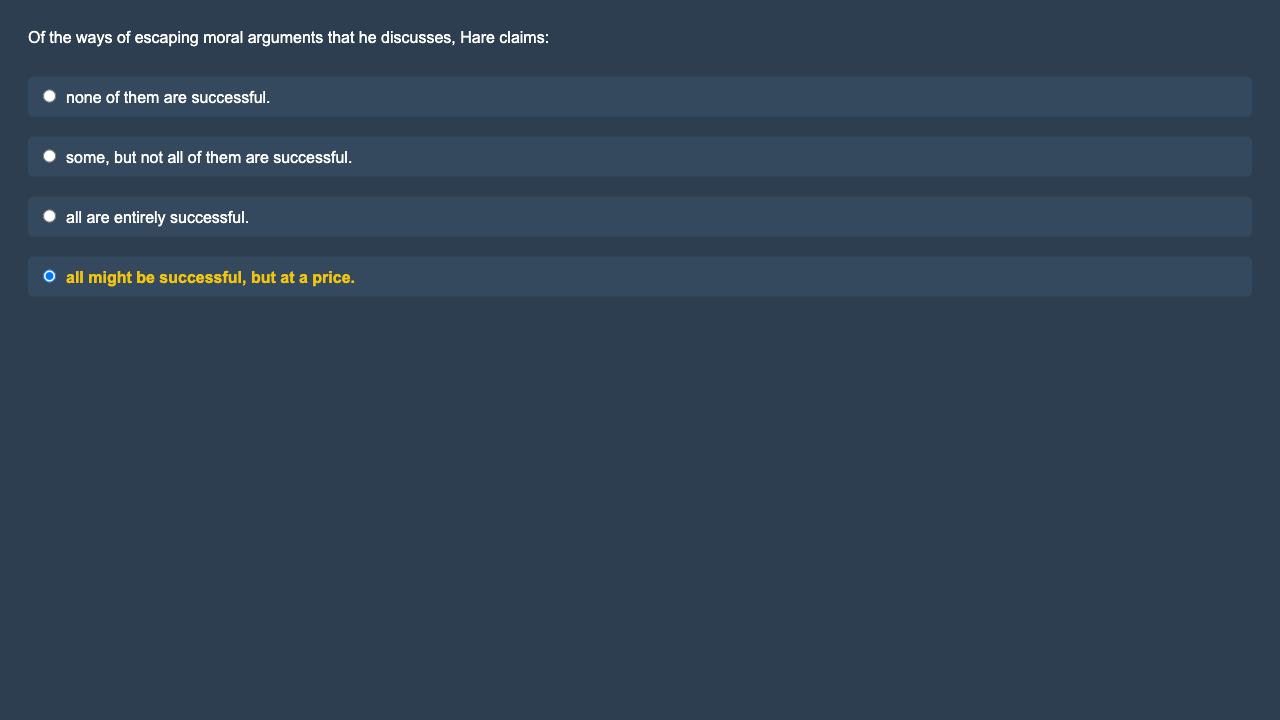 Of the ways of escaping moral arguments that he discusses, Hare claims:
none of them are successful.
some, but not all of them are successful.
all are entirely successful.
all might be successful, but at a price.